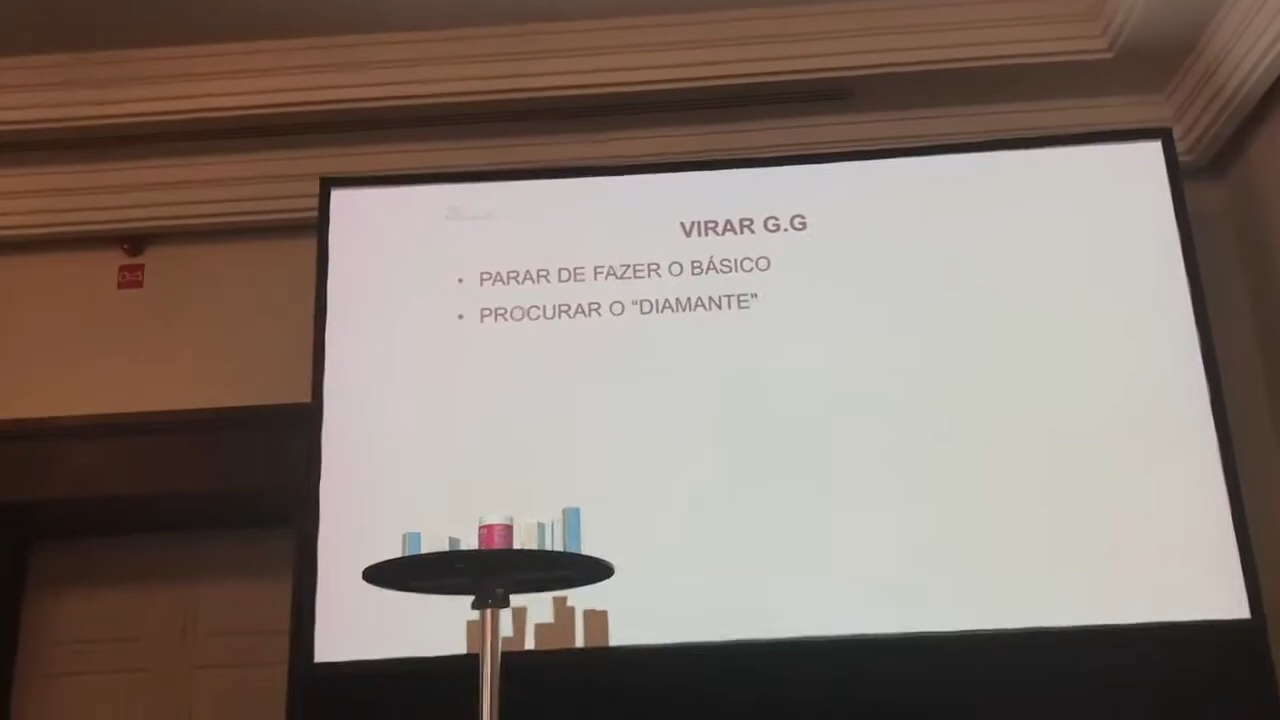 VIRAR G.G
• PARAR DE FAZER O BÁSICO
• PROCURAR O “DIAMANTE”